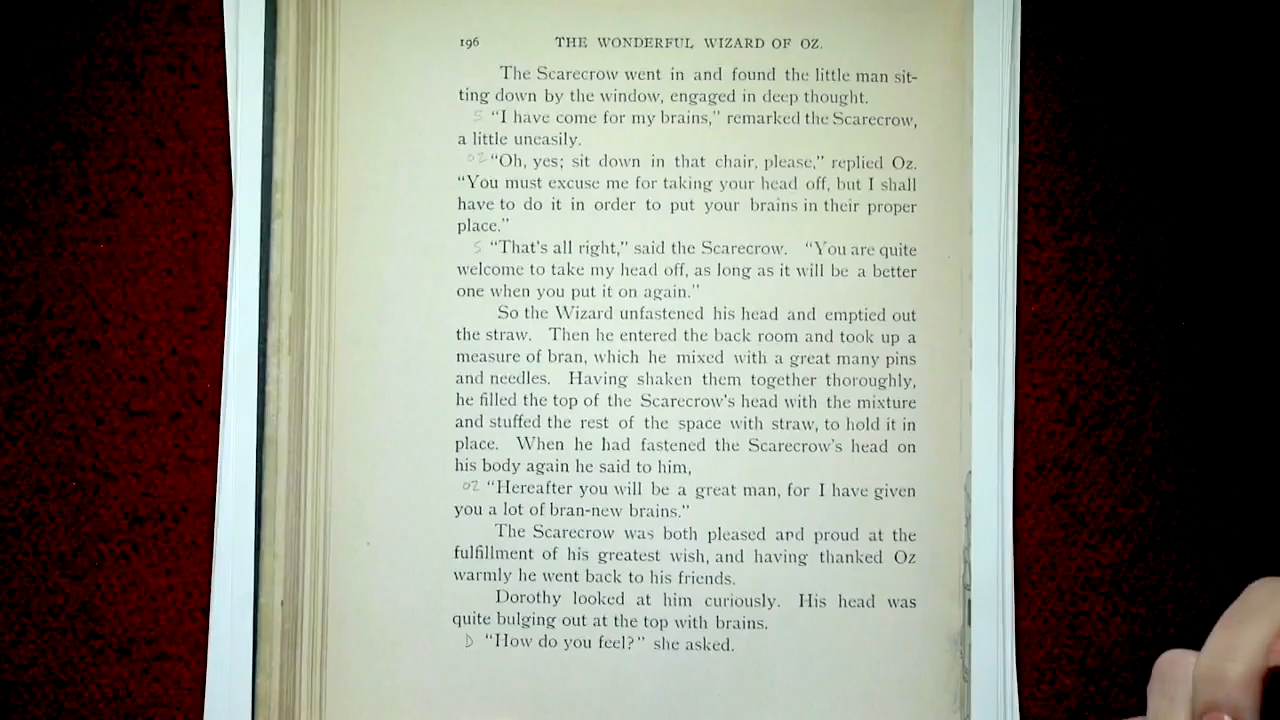 196 THE WONDERFUL WIZARD OF OZ.
The Scarecrow went in and found the little man sit-
ting down by the window, engaged in deep thought.
S "I have come for my brains," remarked the Scarecrow,
a little uneasily.
OZ "Oh, yes; sit down in that chair, please," replied Oz.
"You must excuse me for taking your head off, but I shall
have to do it in order to put your brains in their proper
place."
S "That's all right," said the Scarecrow. "You are quite
welcome to take my head off, as long as it will be a better
one when you put it on again."
So the Wizard unfastened his head and emptied out
the straw. Then he entered the back room and took up a
measure of bran, which he mixed with a great many pins
and needles. Having shaken them together thoroughly,
he filled the top of the Scarecrow's head with the mixture
and stuffed the rest of the space with straw, to hold it in
place. When he had fastened the Scarecrow's head on
his body again he said to him,
OZ "Hereafter you will be a great man, for I have given
you a lot of bran-new brains."
The Scarecrow was both pleased and proud at the
fulfillment of his greatest wish, and having thanked Oz
warmly he went back to his friends.
Dorothy looked at him curiously. His head was
quite bulging out at the top with brains.
D "How do you feel?" she asked.